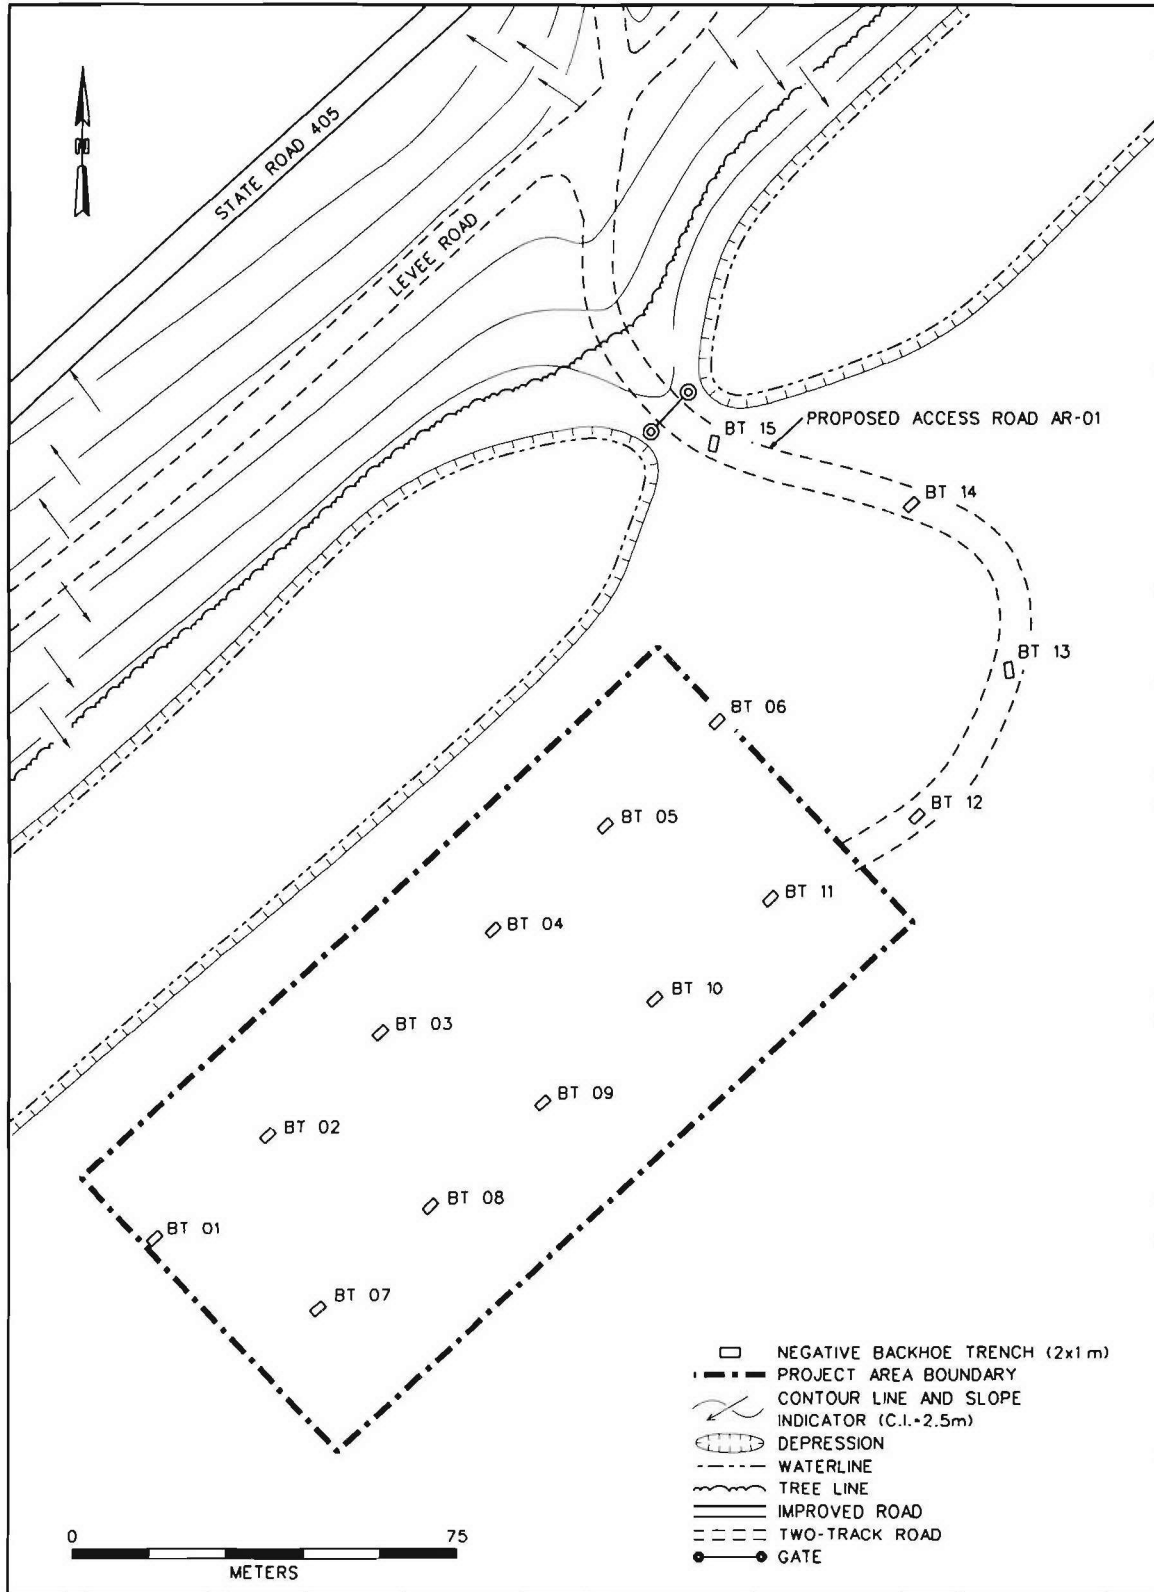 N
STATE ROAD 405
LEVEE ROAD
PROPOSED ACCESS ROAD AR-01
BT 15
BT 14
BT 13
BT 06
BT 12
BT 05
BT 11
BT 04
BT 10
BT 03
BT 09
BT 02
BT 08
BT 01
BT 07
NEGATIVE BACKHOE TRENCH (2x1 m)
PROJECT AREA BOUNDARY
CONTOUR LINE AND SLOPE
INDICATOR (C.I.=2.5m)
DEPRESSION
WATERLINE
TREE LINE
IMPROVED ROAD
TWO-TRACK ROAD
GATE
0 75
METERS